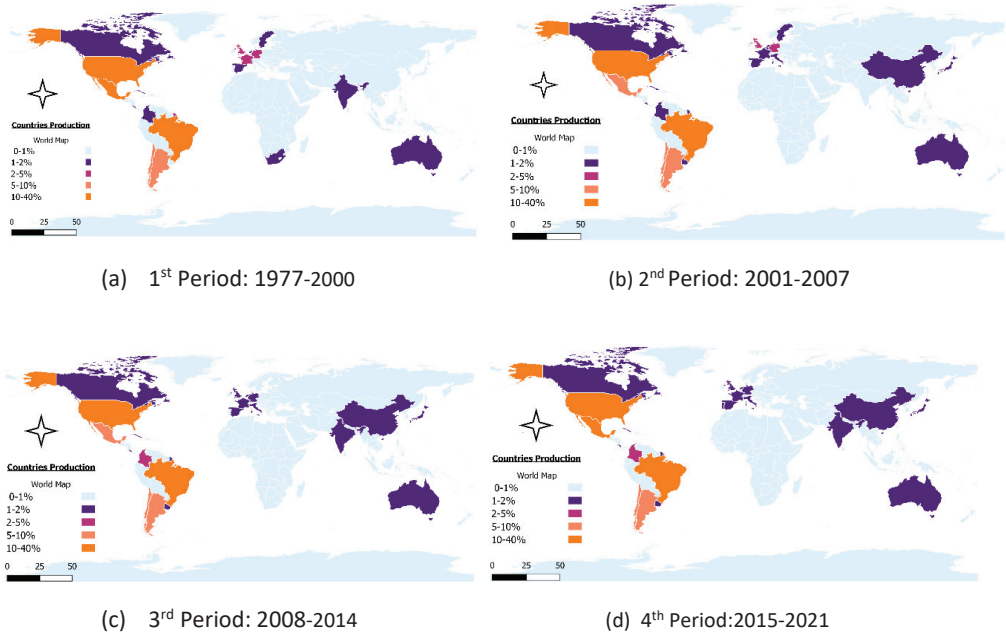 Countries Production
World Map
0-1%
1-2%
2-5%
5-10%
10-40%
0 25 50
(a) 1st Period: 1977-2000
Countries Production
World Map
0-1%
1-2%
2-5%
5-10%
10-40%
0 25 50
(b) 2nd Period: 2001-2007
Countries Production
World Map
0-1%
1-2%
2-5%
5-10%
10-40%
0 25 50
(c) 3rd Period: 2008-2014
Countries Production
World Map
0-1%
1-2%
2-5%
5-10%
10-40%
0 25 50
(d) 4th Period:2015-2021